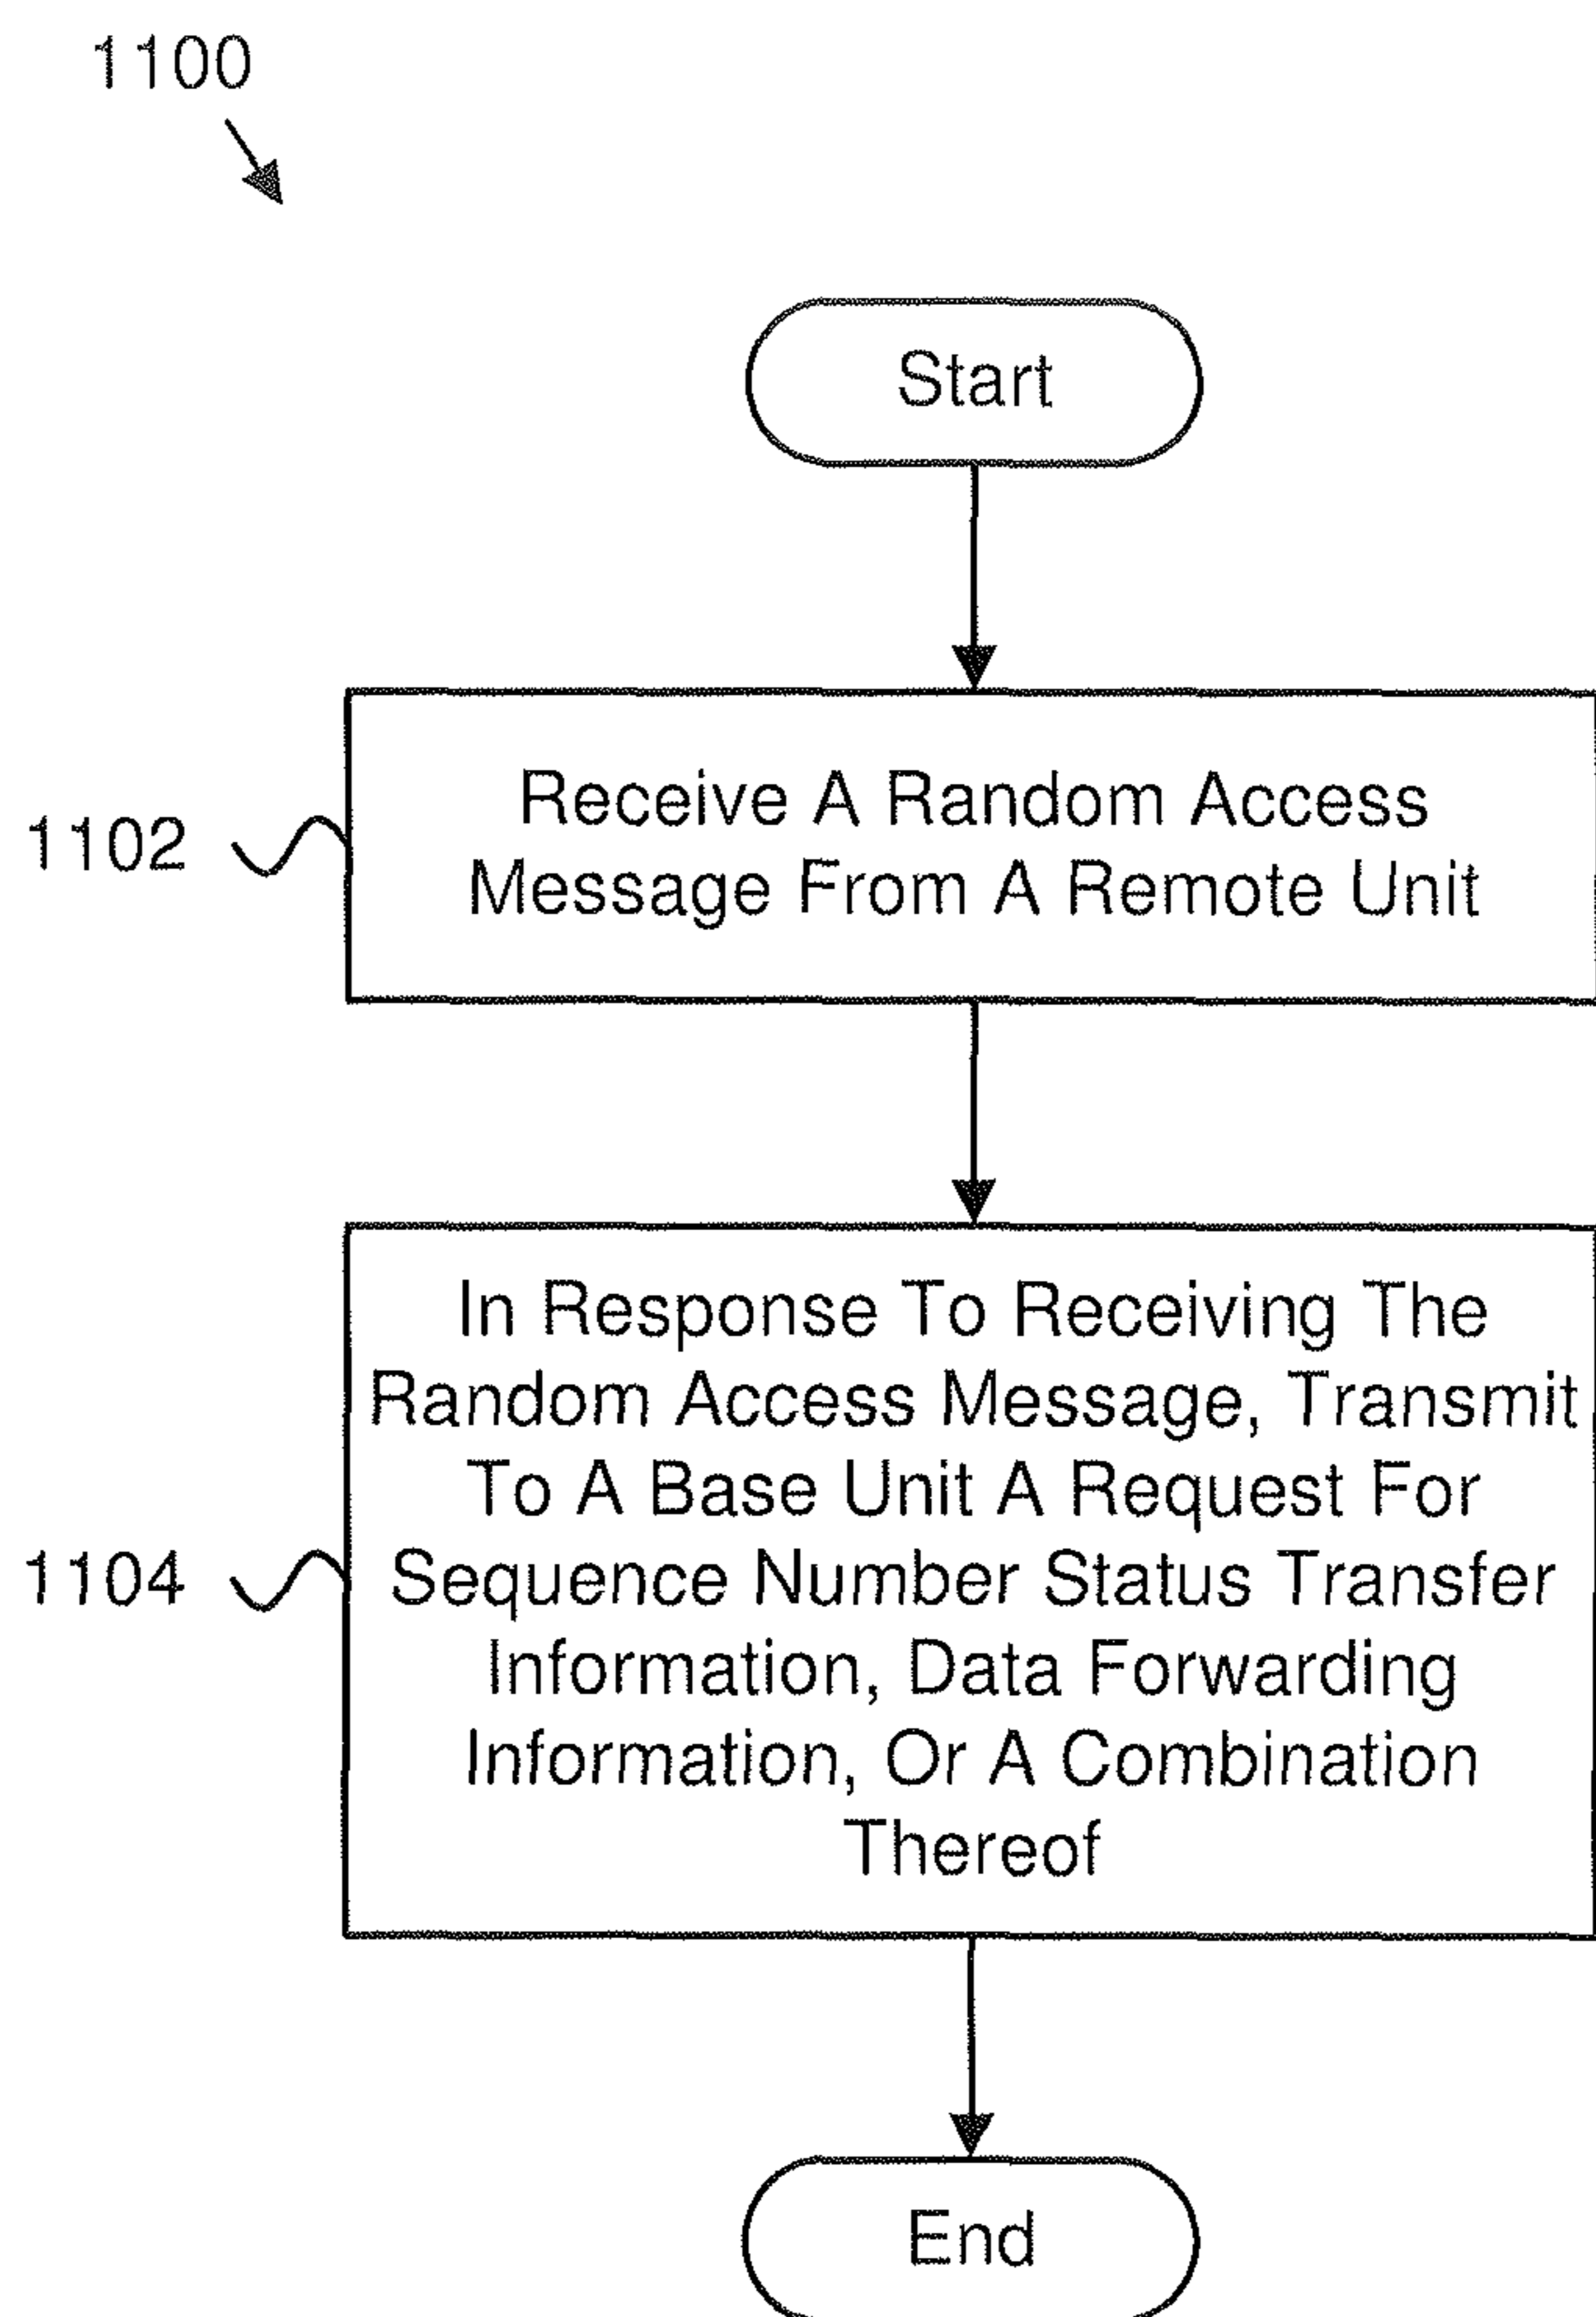 1100
Start
1102
Receive A Random Access
Message From A Remote Unit
1104
In Response To Receiving The
Random Access Message, Transmit
To A Base Unit A Request For
Sequence Number Status Transfer
Information, Data Forwarding
Information, Or A Combination
Thereof
End